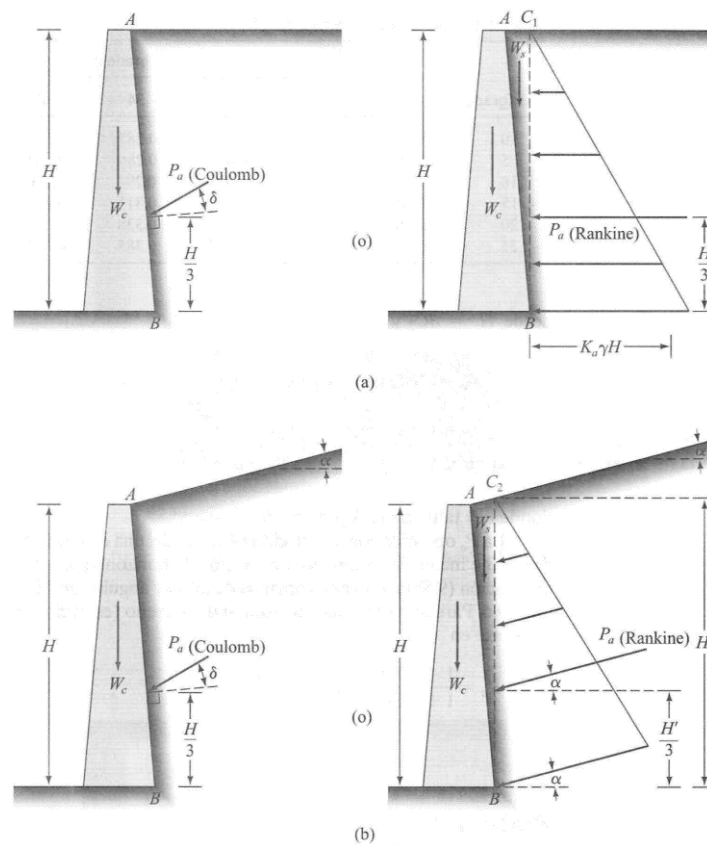 A
H
W_c
P_a (Coulomb)
δ
H/3
B
(o)
A C_1
W_s
H
W_c
P_a (Rankine)
H/3
B
K_aγH
(a)
α
A
H
W_c
P_a (Coulomb)
δ
H/3
B
(o)
α
C_2
A
W_s
H
W_c
P_a (Rankine)
α
H'/3
α
B
H
(b)